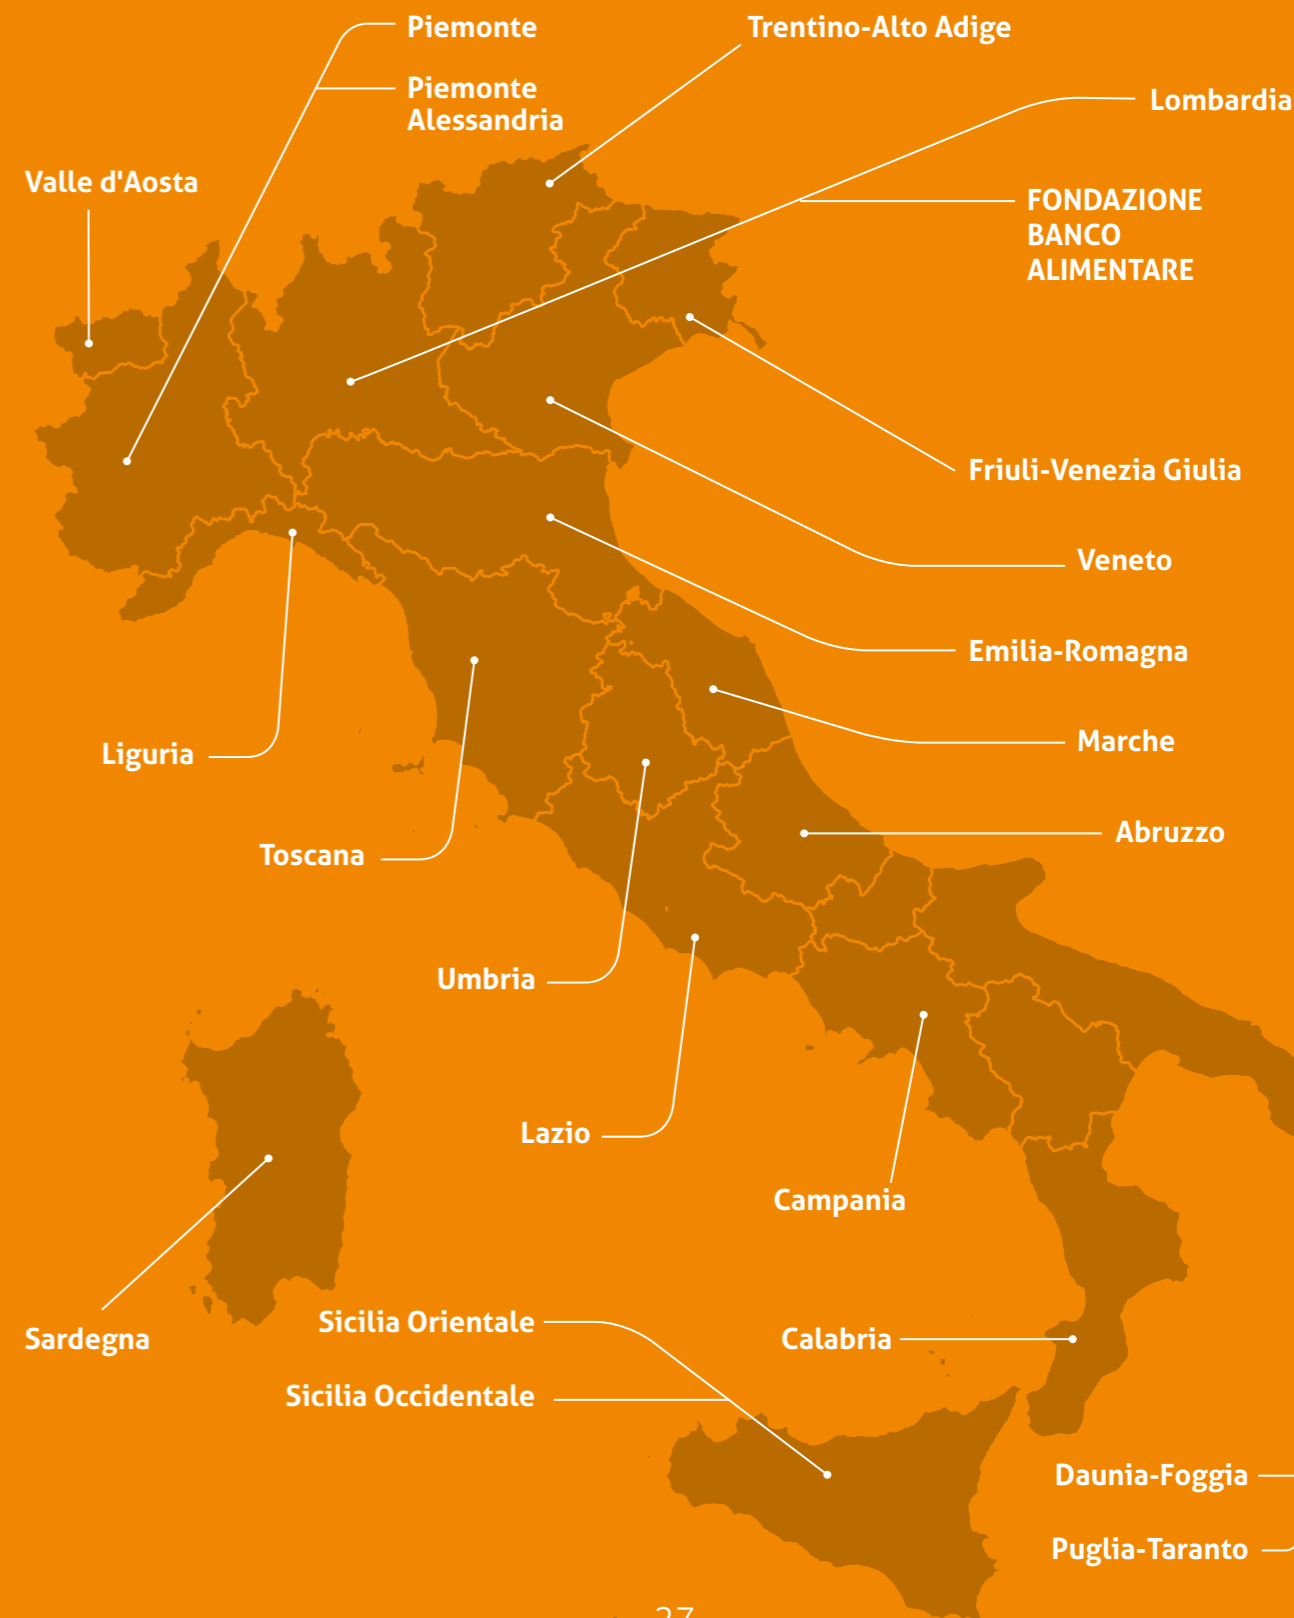 Piemonte
Trentino-Alto Adige
Piemonte
Alessandria
Lombardia
Valle d'Aosta
FONDAZIONE
BANCO
ALIMENTARE
Friuli-Venezia Giulia
Veneto
Emilia-Romagna
Marche
Liguria
Abruzzo
Toscana
Umbria
Lazio
Campania
Sardegna
Sicilia Orientale
Calabria
Sicilia Occidentale
Daunia-Foggia
Puglia-Taranto
27